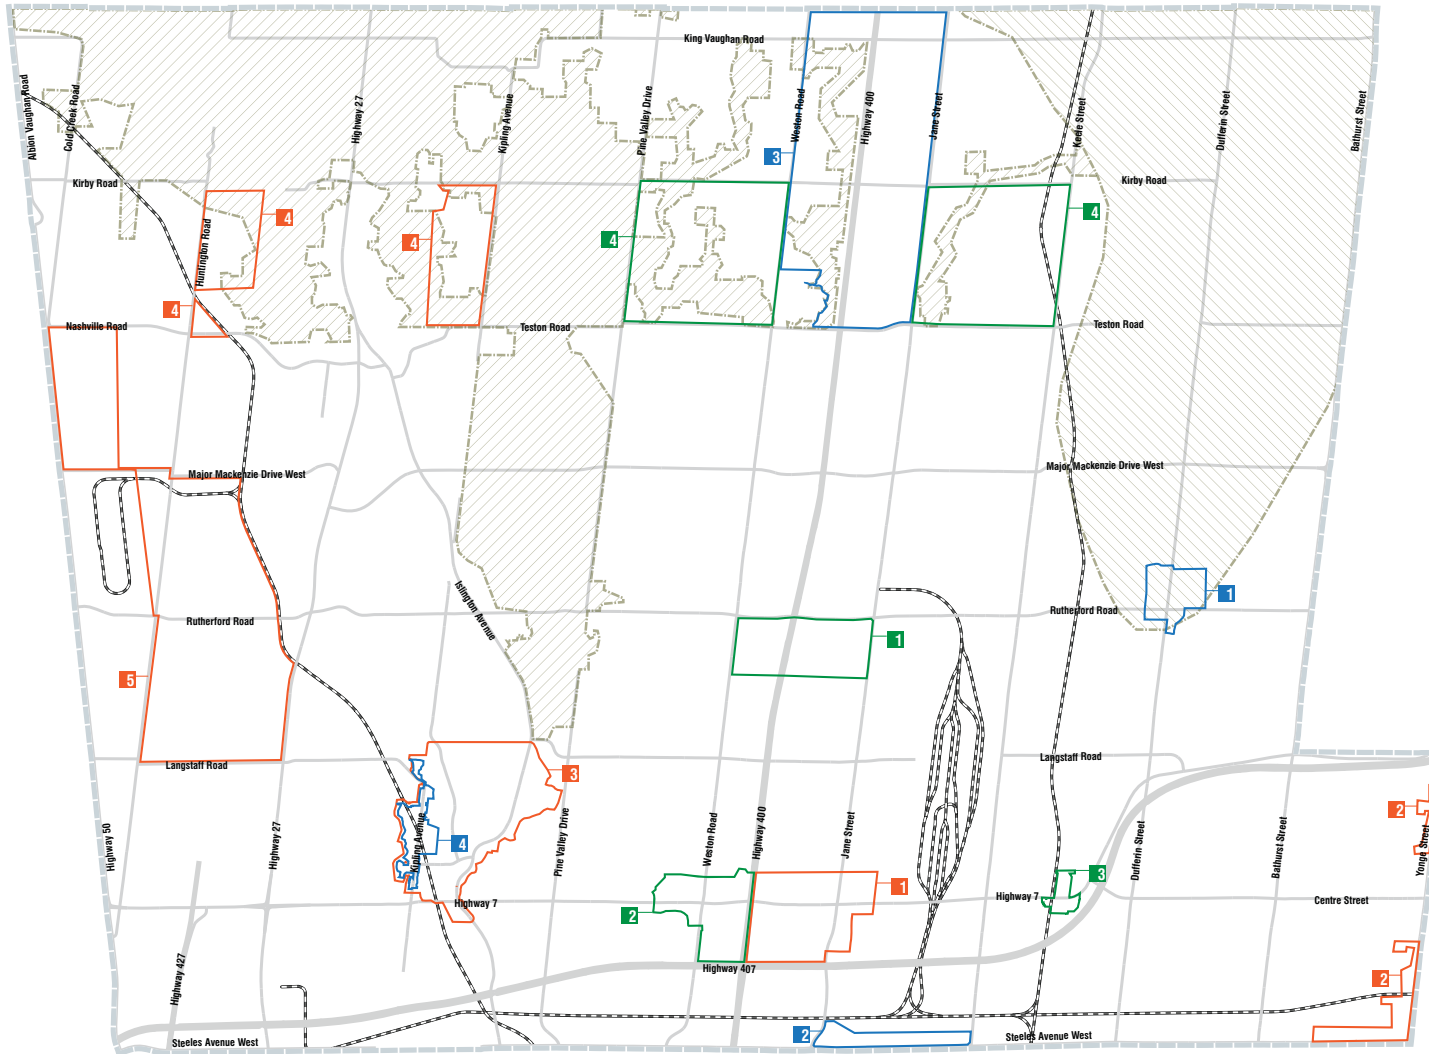 King Vaughan Road
Albion Vaughan Road
Cold Creek Road
Highway 27
Kipling Avenue
Pine Valley Drive
Weston Road
Highway 400
Jane Street
Keele Street
Dufferin Street
Bathurst Street
3
Kirby Road
Kirby Road
4
4
4
4
Huntington Road
4
Nashville Road
Teston Road
Teston Road
Major Mackenzie Drive West
Major Mackenzie Drive West
Islington Avenue
1
Rutherford Road
Rutherford Road
1
5
Langstaff Road
Langstaff Road
3
2
Highway 50
Highway 27
Kipling Avenue
4
Pine Valley Drive
Weston Road
Highway 400
Jane Street
Dufferin Street
Bathurst Street
Yonge Street
3
1
Highway 7
Highway 7
Centre Street
2
Highway 407
Highway 427
2
2
Steeles Avenue West
Steeles Avenue West